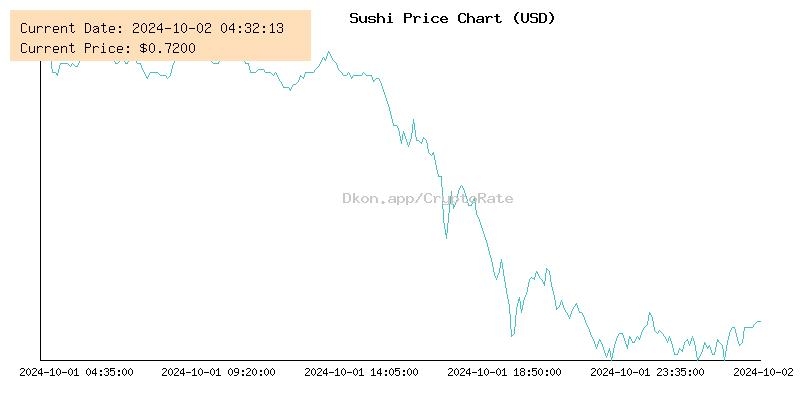 Sushi Price Chart (USD)
Current Date: 2024-10-02 04:32:13
Current Price: $0.7200
Dkon.app/CryptoRate
2024-10-01 04:35:00 2024-10-01 09:20:00 2024-10-01 14:05:00 2024-10-01 18:50:00 2024-10-01 23:35:00 2024-10-02